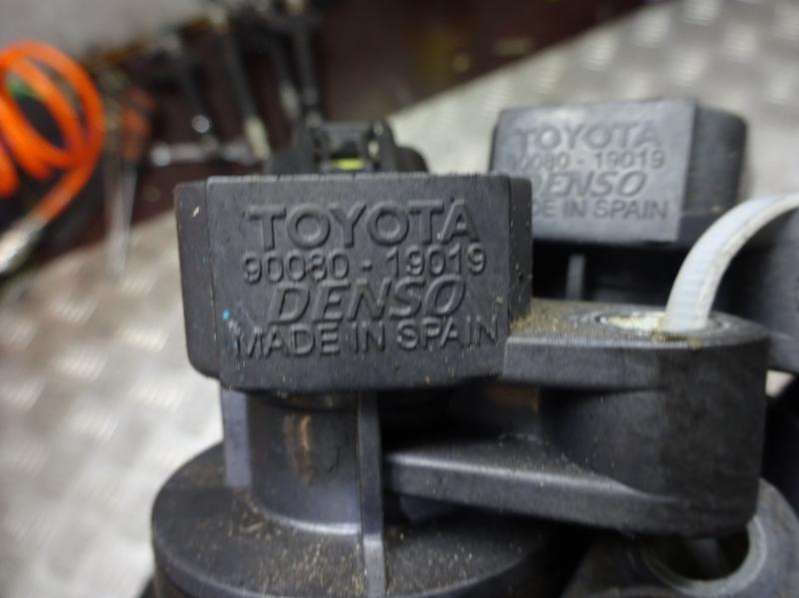 TOYOTA
90080-19019
DENSO
MADE IN SPAIN
TOYOTA
90080-19019
DENSO
MADE IN SPAIN